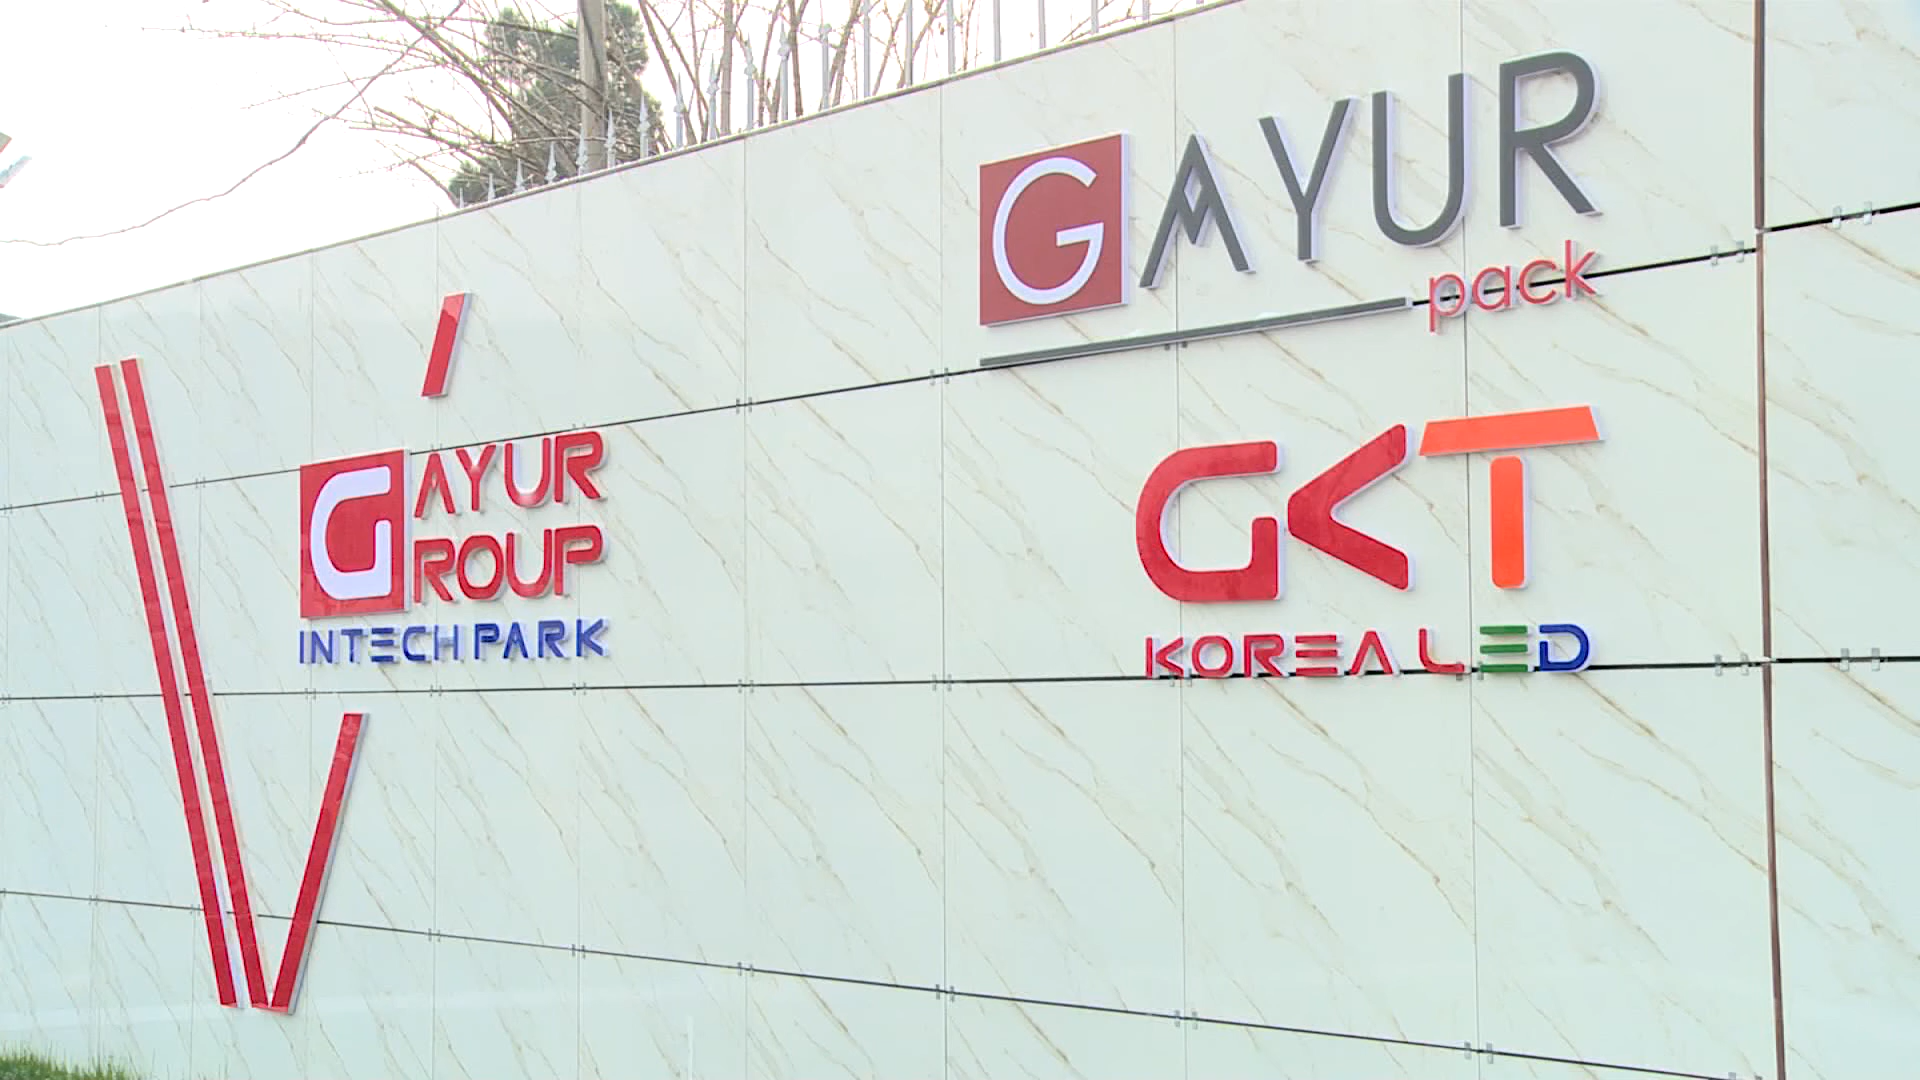 GAYUR
pack
GAYUR
GROUP
INTECH PARK
GKT
KOREA LED